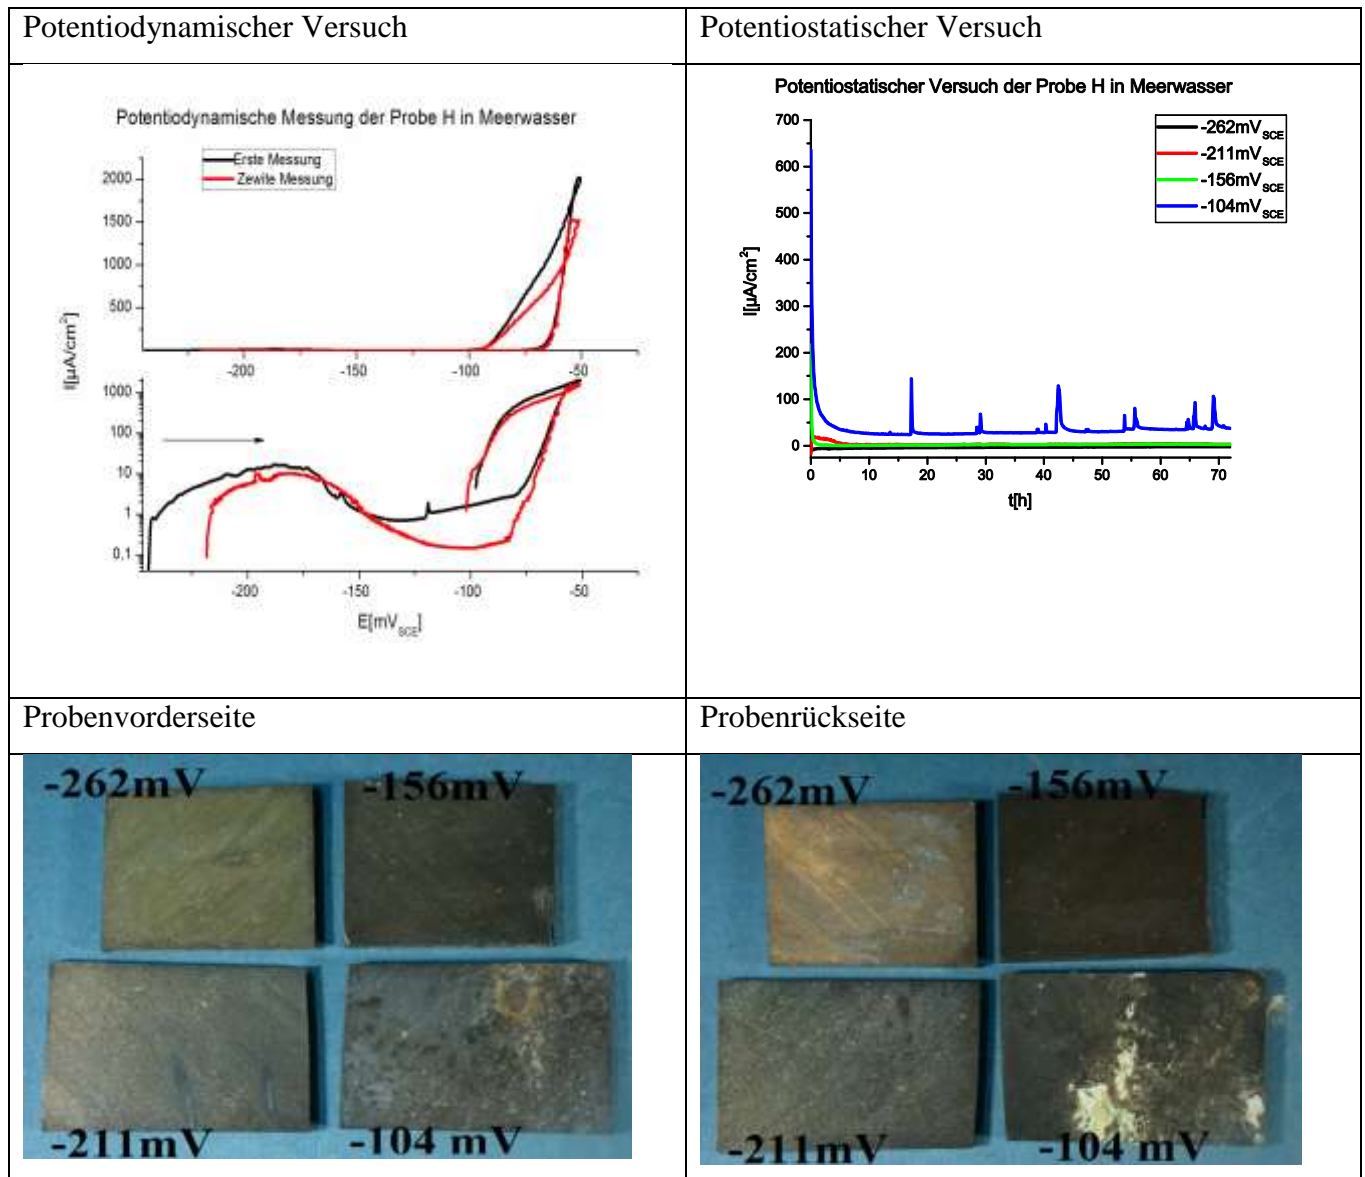 Potentiodynamischer Versuch
Potentiostatischer Versuch
Potentiodynamische Messung der Probe H in Meerwasser
Erste Messung
Zewite Messung
2000
1500
1000
500
-200
-150
-100
-50
I[µA/cm²]
1000
100
10
1
0.1
-200
-150
-100
-50
E[mV_SCE]
Potentiostatischer Versuch der Probe H in Meerwasser
-262mV_SCE
-211mV_SCE
-156mV_SCE
-104mV_SCE
700
600
500
400
300
200
100
0
I[µA/cm²]
0 10 20 30 40 50 60 70
t[h]
Probenvorderseite
Probenrückseite
-262mV
-156mV
-211mV
-104 mV
-262mV
-156mV
-211mV
-104 mV